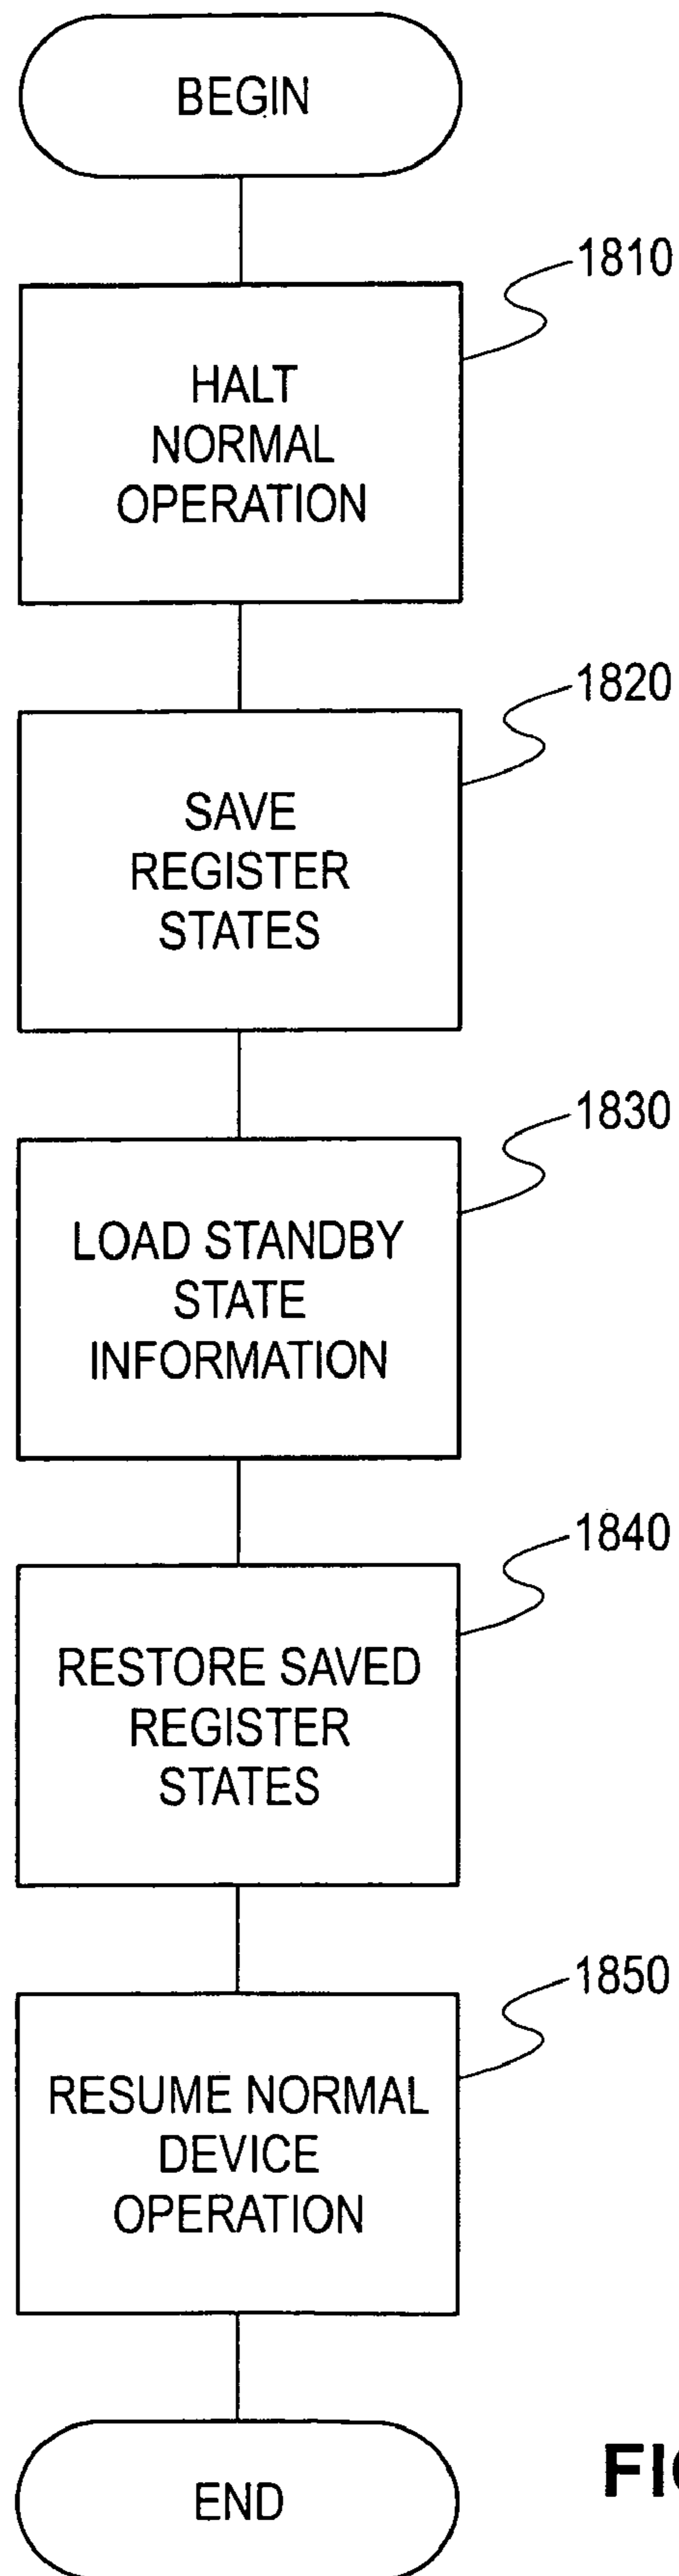 BEGIN
1810
HALT
NORMAL
OPERATION
1820
SAVE
REGISTER
STATES
1830
LOAD STANDBY
STATE
INFORMATION
1840
RESTORE SAVED
REGISTER
STATES
1850
RESUME NORMAL
DEVICE
OPERATION
END